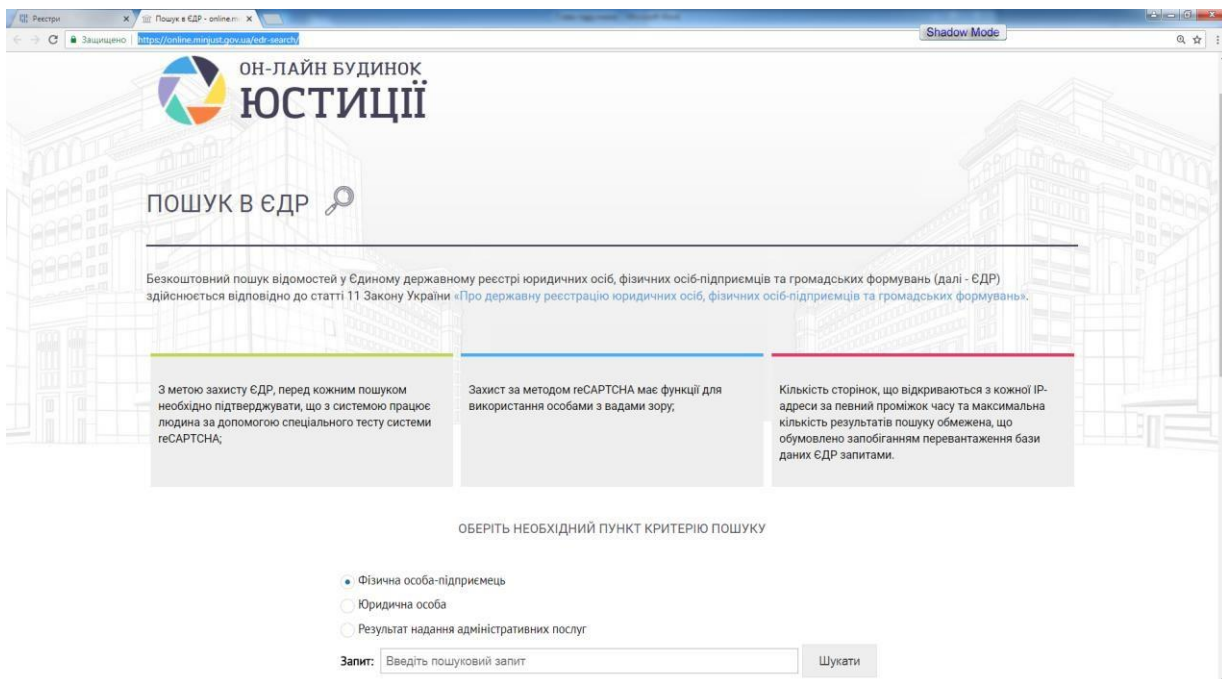 Реєстри
Пошук в ЄДР - online.m
Shadow Mode
Защищено
https://online.minjust.gov.ua/edr-search/
ОН-ЛАЙН БУДИНОК
ЮСТИЦІЇ
ПОШУК В ЄДР
Безкоштовний пошук відомостей у Єдиному державному реєстрі юридичних осіб, фізичних осіб-підприємців та громадських формувань (далі - ЄДР)
здійснюється відповідно до статті 11 Закону України «Про державну реєстрацію юридичних осіб, фізичних осіб-підприємців та громадських формувань».
З метою захисту ЄДР, перед кожним пошуком
необхідно підтверджувати, що з системою працює
людина за допомогою спеціального тесту системи
reCAPTCHA;
Захист за методом reCAPTCHA має функції для
використання особами з вадами зору;
Кількість сторінок, що відкриваються з кожної IP-
адреси за певний проміжок часу та максимальна
кількість результатів пошуку обмежена, що
обумовлено запобіганням перевантаження бази
даних ЄДР запитами.
ОБЕРІТЬ НЕОБХІДНИЙ ПУНКТ КРИТЕРІЮ ПОШУКУ
Фізична особа-підприємець
Юридична особа
Результат надання адміністративних послуг
Запит: Введіть пошуковий запит Шукати